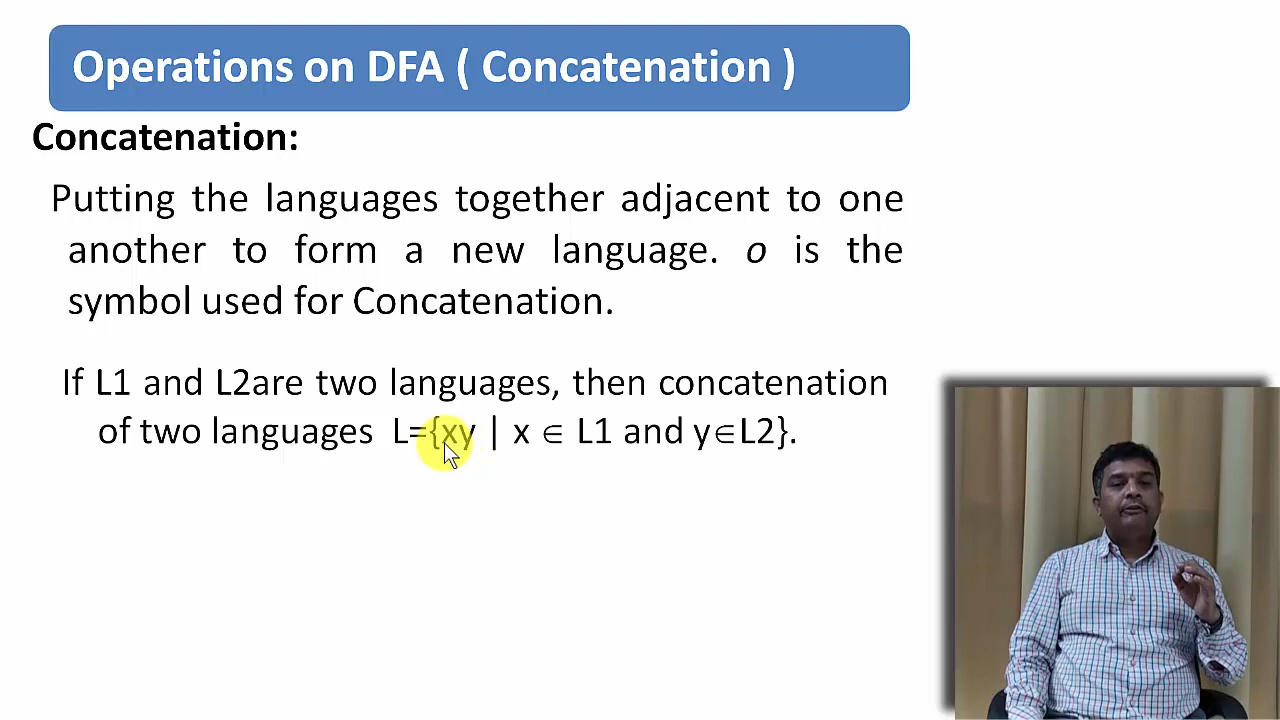 Operations on DFA ( Concatenation )
Concatenation:
Putting the languages together adjacent to one
another to form a new language. o is the
symbol used for Concatenation.
If L1 and L2are two languages, then concatenation
of two languages L={xy | x ∈ L1 and y∈L2}.